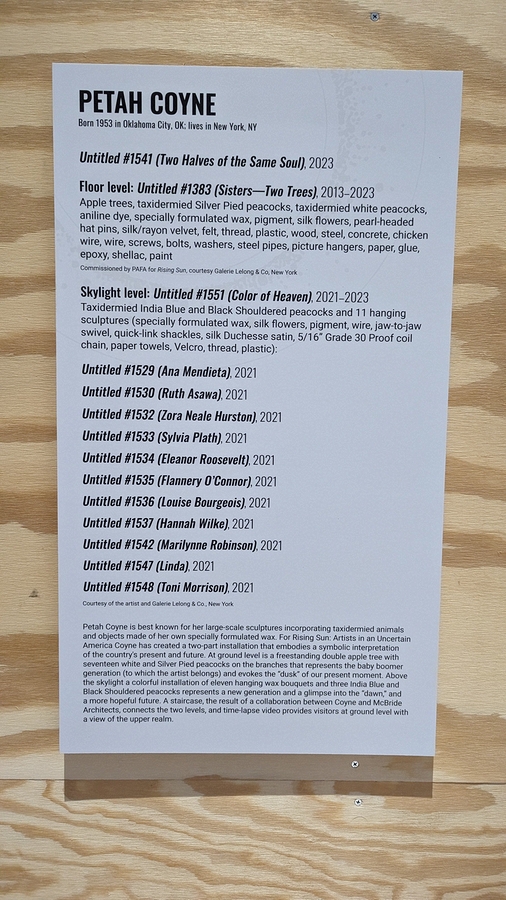 PETAH COYNE
Born 1953 in Oklahoma City, OK; lives in New York, NY
Untitled #1541 (Two Halves of the Same Soul), 2023
Floor level: Untitled #1383 (Sisters—Two Trees), 2013–2023
Apple trees, taxidermied Silver Pied peacocks, taxidermied white peacocks,
aniline dye, specially formulated wax, pigment, silk flowers, pearl-headed
hat pins, silk/rayon velvet, felt, thread, plastic, wood, steel, concrete, chicken
wire, wire, screws, bolts, washers, steel pipes, picture hangers, paper, glue,
epoxy, shellac, paint
Commissioned by PAFA for Rising Sun, courtesy Galerie Lelong & Co, New York
Skylight level: Untitled #1551 (Color of Heaven), 2021–2023
Taxidermied India Blue and Black Shouldered peacocks and 11 hanging
sculptures (specially formulated wax, silk flowers, pigment, wire, jaw-to-jaw
swivel, quick-link shackles, silk Duchesse satin, 5/16" Grade 30 Proof coil
chain, paper towels, Velcro, thread, plastic):
Untitled #1529 (Ana Mendieta), 2021
Untitled #1530 (Ruth Asawa), 2021
Untitled #1532 (Zora Neale Hurston), 2021
Untitled #1533 (Sylvia Plath), 2021
Untitled #1534 (Eleanor Roosevelt), 2021
Untitled #1535 (Flannery O'Connor), 2021
Untitled #1536 (Louise Bourgeois), 2021
Untitled #1537 (Hannah Wilke), 2021
Untitled #1542 (Marilynne Robinson), 2021
Untitled #1547 (Linda), 2021
Untitled #1548 (Toni Morrison), 2021
Courtesy of the artist and Galerie Lelong & Co., New York
Petah Coyne is best known for her large-scale sculptures incorporating taxidermied animals
and objects made of her own specially formulated wax. For Rising Sun: Artists in an Uncertain
America Coyne has created a two-part installation that embodies a symbolic interpretation
of the country's present and future. At ground level is a freestanding double apple tree with
seventeen white and Silver Pied peacocks on the branches that represents the baby boomer
generation (to which the artist belongs) and evokes the "dusk" of our present moment. Above
the skylight a colorful installation of eleven hanging wax bouquets and three India Blue and
Black Shouldered peacocks represents a new generation and a glimpse into the "dawn," and
a more hopeful future. A staircase, the result of a collaboration between Coyne and McBride
Architects, connects the two levels, and time-lapse video provides visitors at ground level with
a view of the upper realm.